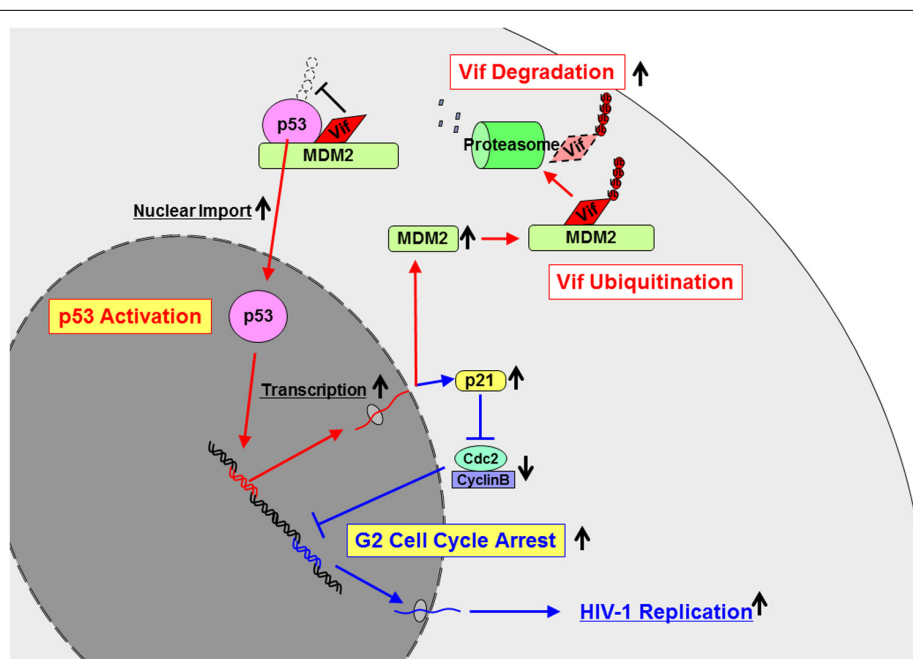 Vif Degradation
p53
Vif
MDM2
Proteasome
Vif
Nuclear Import
Vif
MDM2
MDM2
Vif Ubiquitination
p53 Activation
p53
Transcription
p21
Cdc2
CyclinB
G2 Cell Cycle Arrest
HIV-1 Replication